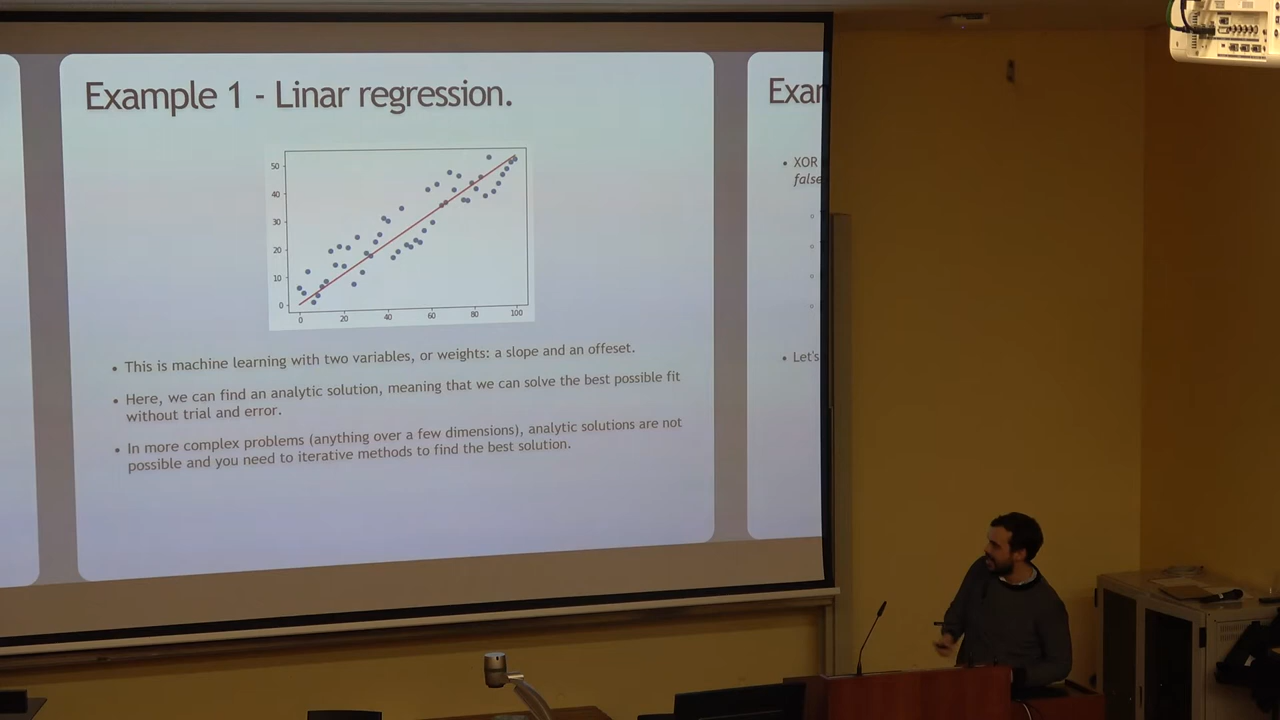 Example 1 - Linar regression.
50
40
30
20
10
0
0 20 40 60 80 100
• This is machine learning with two variables, or weights: a slope and an offeset.
• Here, we can find an analytic solution, meaning that we can solve the best possible fit
without trial and error.
• In more complex problems (anything over a few dimensions), analytic solutions are not
possible and you need to iterative methods to find the best solution.
Exam
• XOR
false
• Let's